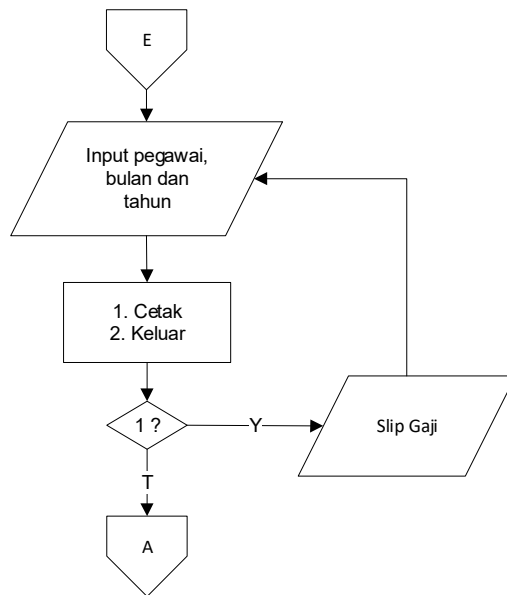 E
Input pegawai,
bulan dan
tahun
1. Cetak
2. Keluar
1 ?
Y
Slip Gaji
T
A